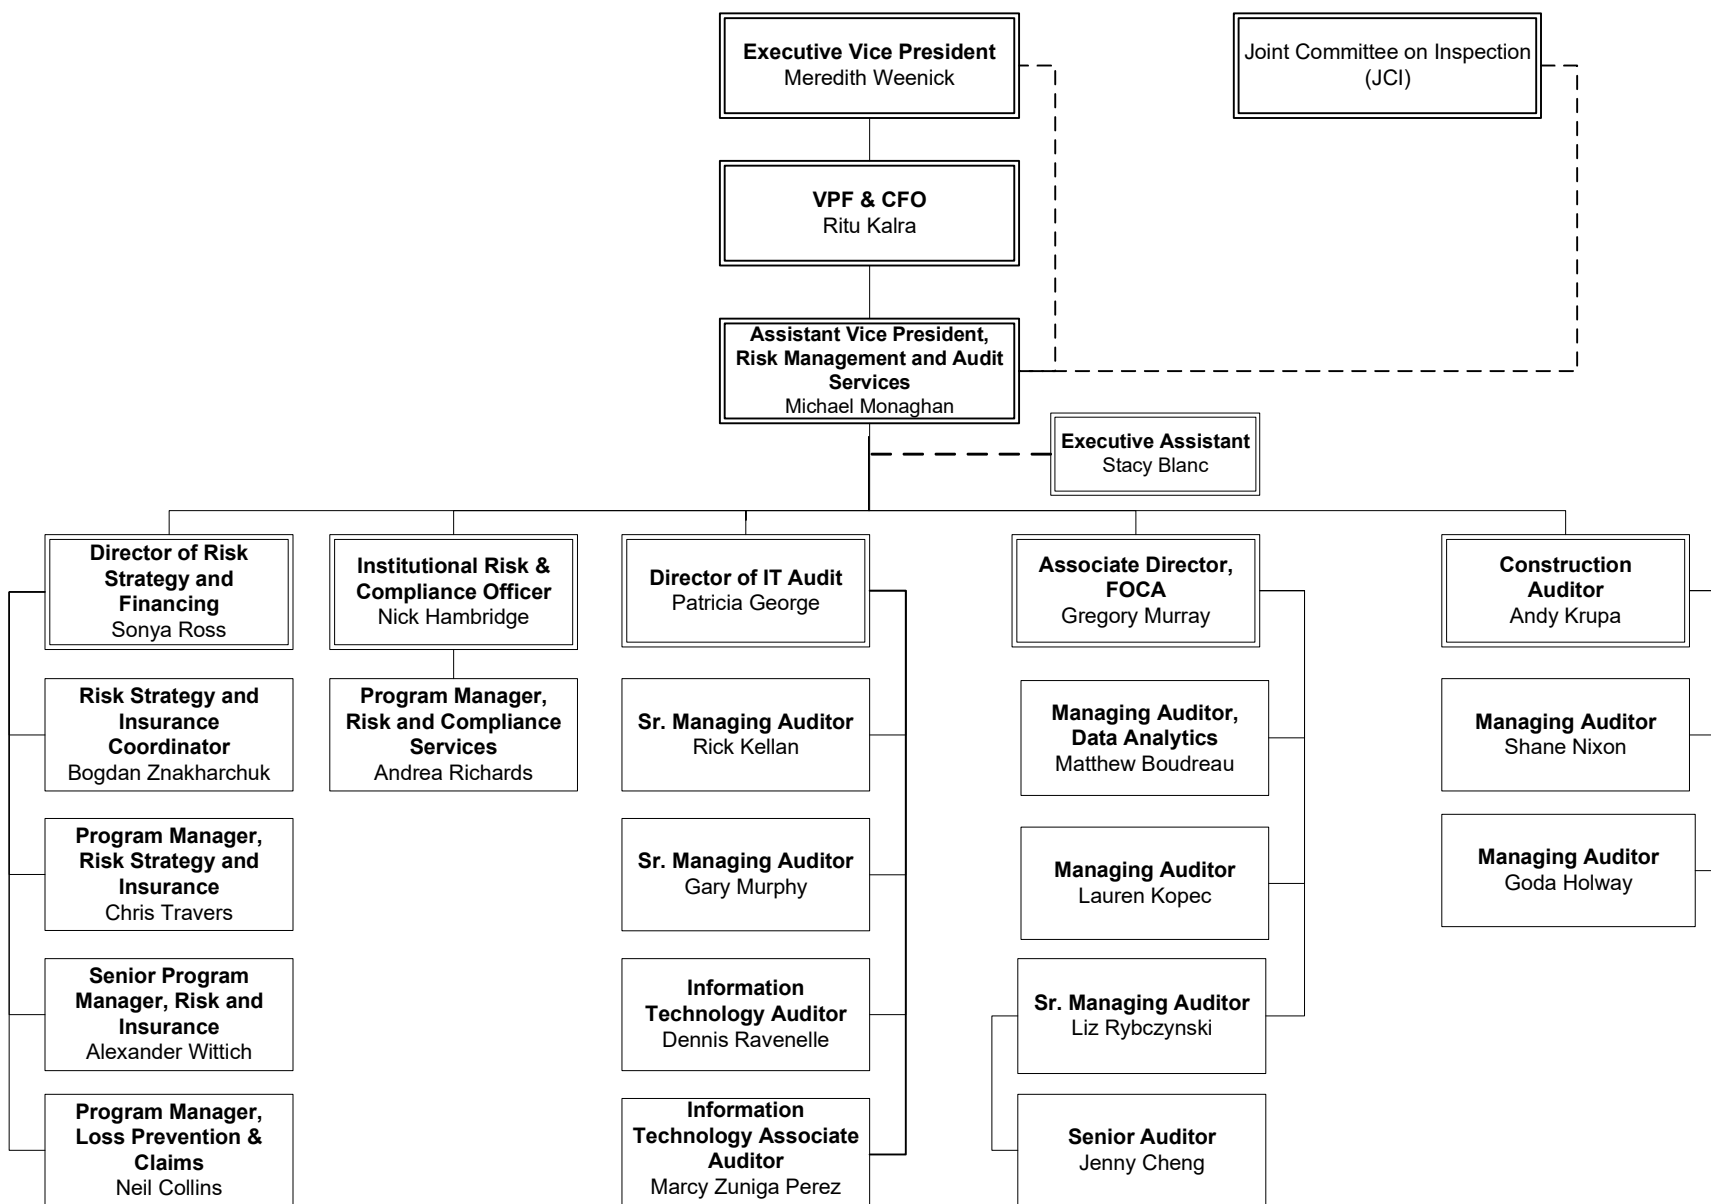 Executive Vice President
Meredith Weenick
Joint Committee on Inspection
(JCI)
VPF & CFO
Ritu Kalra
Assistant Vice President,
Risk Management and Audit
Services
Michael Monaghan
Executive Assistant
Stacy Blanc
Director of Risk
Strategy and
Financing
Sonya Ross
Institutional Risk &
Compliance Officer
Nick Hambridge
Director of IT Audit
Patricia George
Associate Director,
FOCA
Gregory Murray
Construction
Auditor
Andy Krupa
Risk Strategy and
Insurance
Coordinator
Bogdan Znakharchuk
Program Manager,
Risk and Compliance
Services
Andrea Richards
Sr. Managing Auditor
Rick Kellan
Managing Auditor,
Data Analytics
Matthew Boudreau
Managing Auditor
Shane Nixon
Program Manager,
Risk Strategy and
Insurance
Chris Travers
Sr. Managing Auditor
Gary Murphy
Managing Auditor
Lauren Kopec
Managing Auditor
Goda Holway
Senior Program
Manager, Risk and
Insurance
Alexander Wittich
Information
Technology Auditor
Dennis Ravenelle
Sr. Managing Auditor
Liz Rybczynski
Program Manager,
Loss Prevention &
Claims
Neil Collins
Information
Technology Associate
Auditor
Marcy Zuniga Perez
Senior Auditor
Jenny Cheng